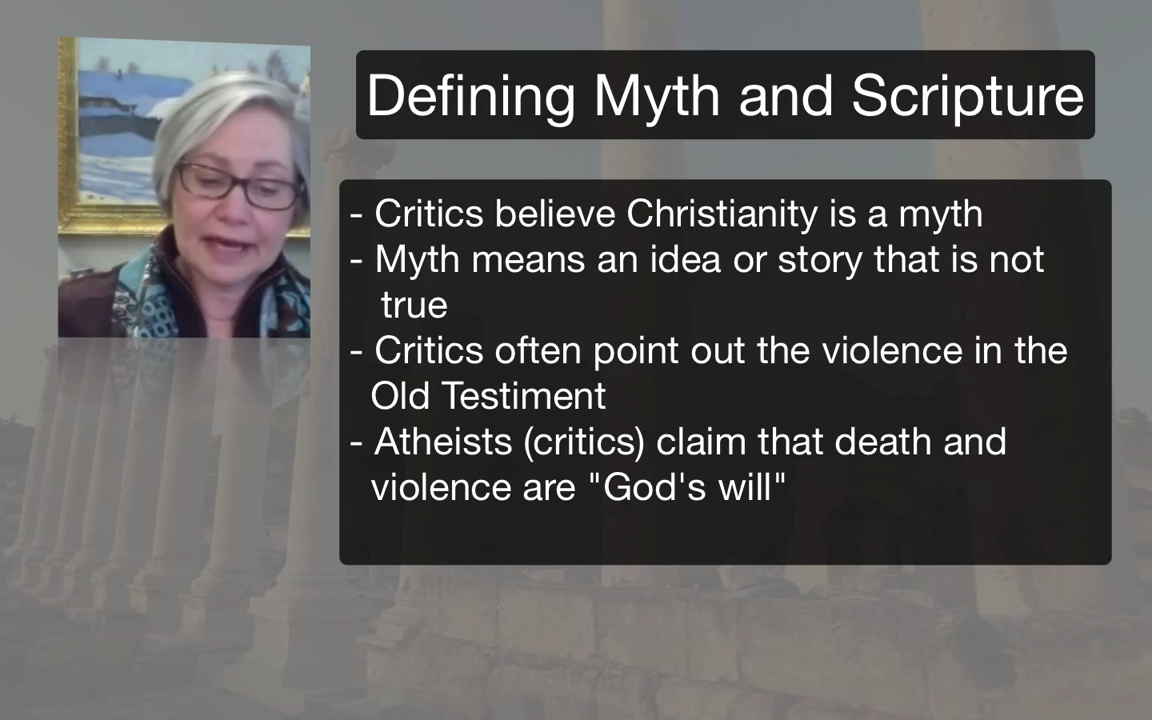 Defining Myth and Scripture
- Critics believe Christianity is a myth
- Myth means an idea or story that is not
true
- Critics often point out the violence in the
Old Testiment
- Atheists (critics) claim that death and
violence are "God's will"